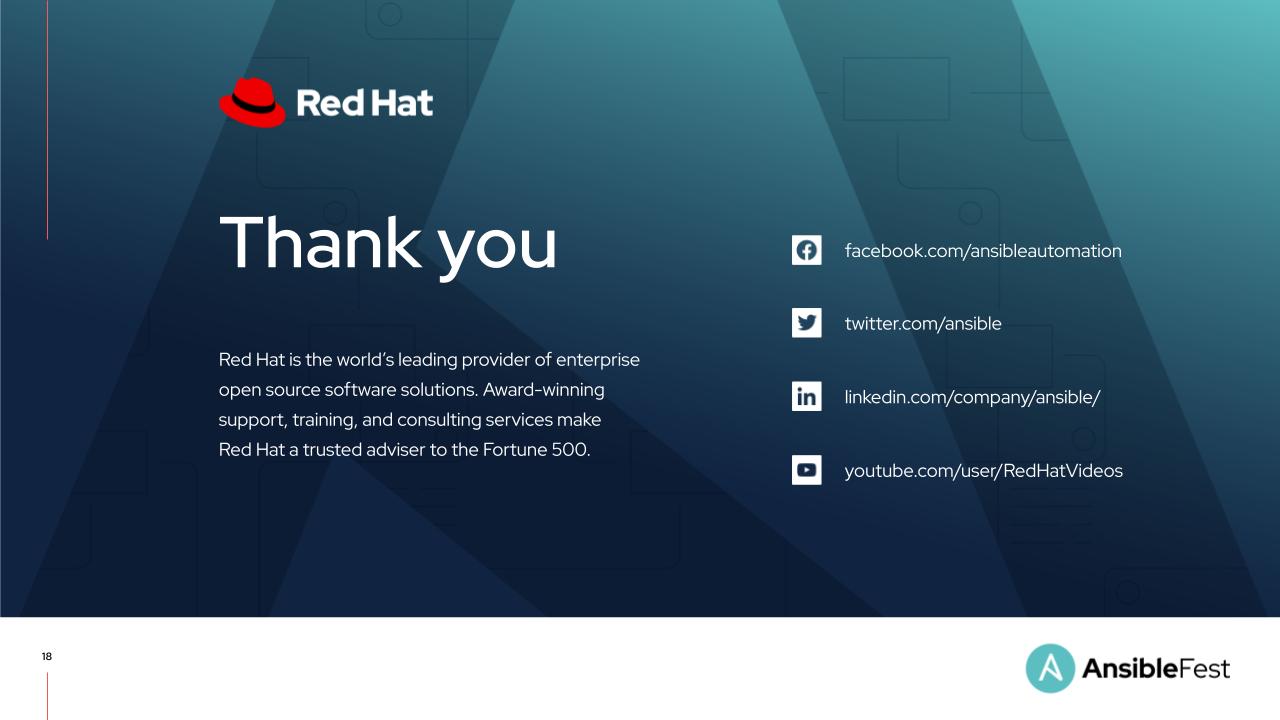 Red Hat
Thank you
Red Hat is the world’s leading provider of enterprise
open source software solutions. Award-winning
support, training, and consulting services make
Red Hat a trusted adviser to the Fortune 500.
facebook.com/ansibleautomation
twitter.com/ansible
linkedin.com/company/ansible/
youtube.com/user/RedHatVideos
18
AnsibleFest